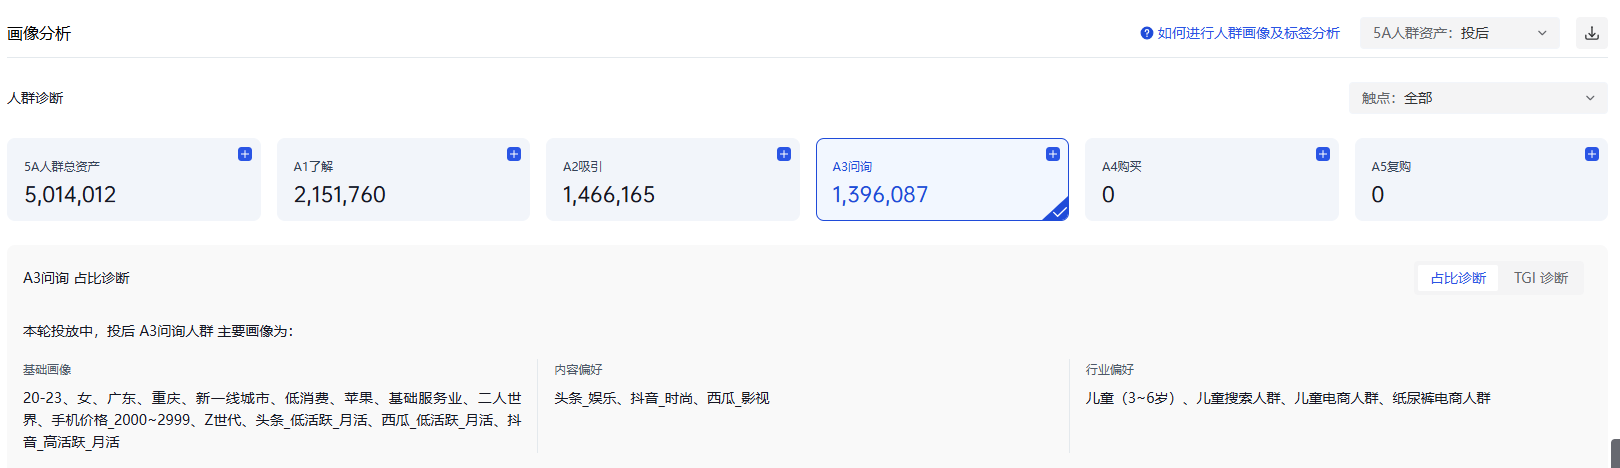 画像分析
如何进行人群画像及标签分析
5A人群资产：投后
人群诊断
触点：全部
5A人群总资产
5,014,012
A1了解
2,151,760
A2吸引
1,466,165
A3问询
1,396,087
A4购买
0
A5复购
0
A3问询 占比诊断
占比诊断
TGI 诊断
本轮投放中，投后 A3问询人群 主要画像为：
基础画像
20-23、女、广东、重庆、新一线城市、低消费、苹果、基础服务业、二人世
界、手机价格_2000~2999、Z世代、头条_低活跃_月活、西瓜_低活跃_月活、抖
音_高活跃_月活
内容偏好
头条_娱乐、抖音_时尚、西瓜_影视
行业偏好
儿童（3~6岁）、儿童搜索人群、儿童电商人群、纸尿裤电商人群